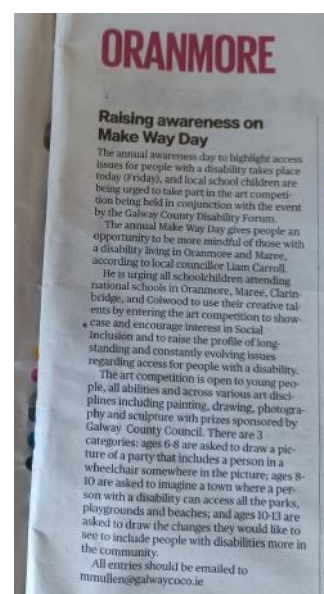 ORANMORE
Raising awareness on
Make Way Day
The annual awareness day to highlight access
issues for people with a disability takes place
today (Friday), and local school children are
being urged to take part in the art competi-
tion being held in conjunction with the event
by the Galway County Disability Forum.
The annual Make Way Day gives people an
opportunity to be more mindful of those with
a disability living in Oranmore and Maree,
according to local councillor Liam Carroll.
He is urging all schoolchildren attending
national schools in Oranmore, Maree, Clarin-
bridge, and Colwood to use their creative tal-
ents by entering the art competition to show-
case and encourage interest in Social
Inclusion and to raise the profile of long-
standing and constantly evolving issues
regarding access for people with a disability.
The art competition is open to young peo-
ple, all abilities and across various art disci-
plines including painting, drawing, photogra-
phy and sculpture with prizes sponsored by
Galway County Council. There are 3
categories: ages 6-8 are asked to draw a pic-
ture of a party that includes a person in a
wheelchair somewhere in the picture; ages 8-
10 are asked to imagine a town where a per-
son with a disability can access all the parks,
playgrounds and beaches; and ages 10-13 are
asked to draw the changes they would like to
see to include people with disabilities more in
the community.
All entries should be emailed to
mmullen@galwaycoco.ie